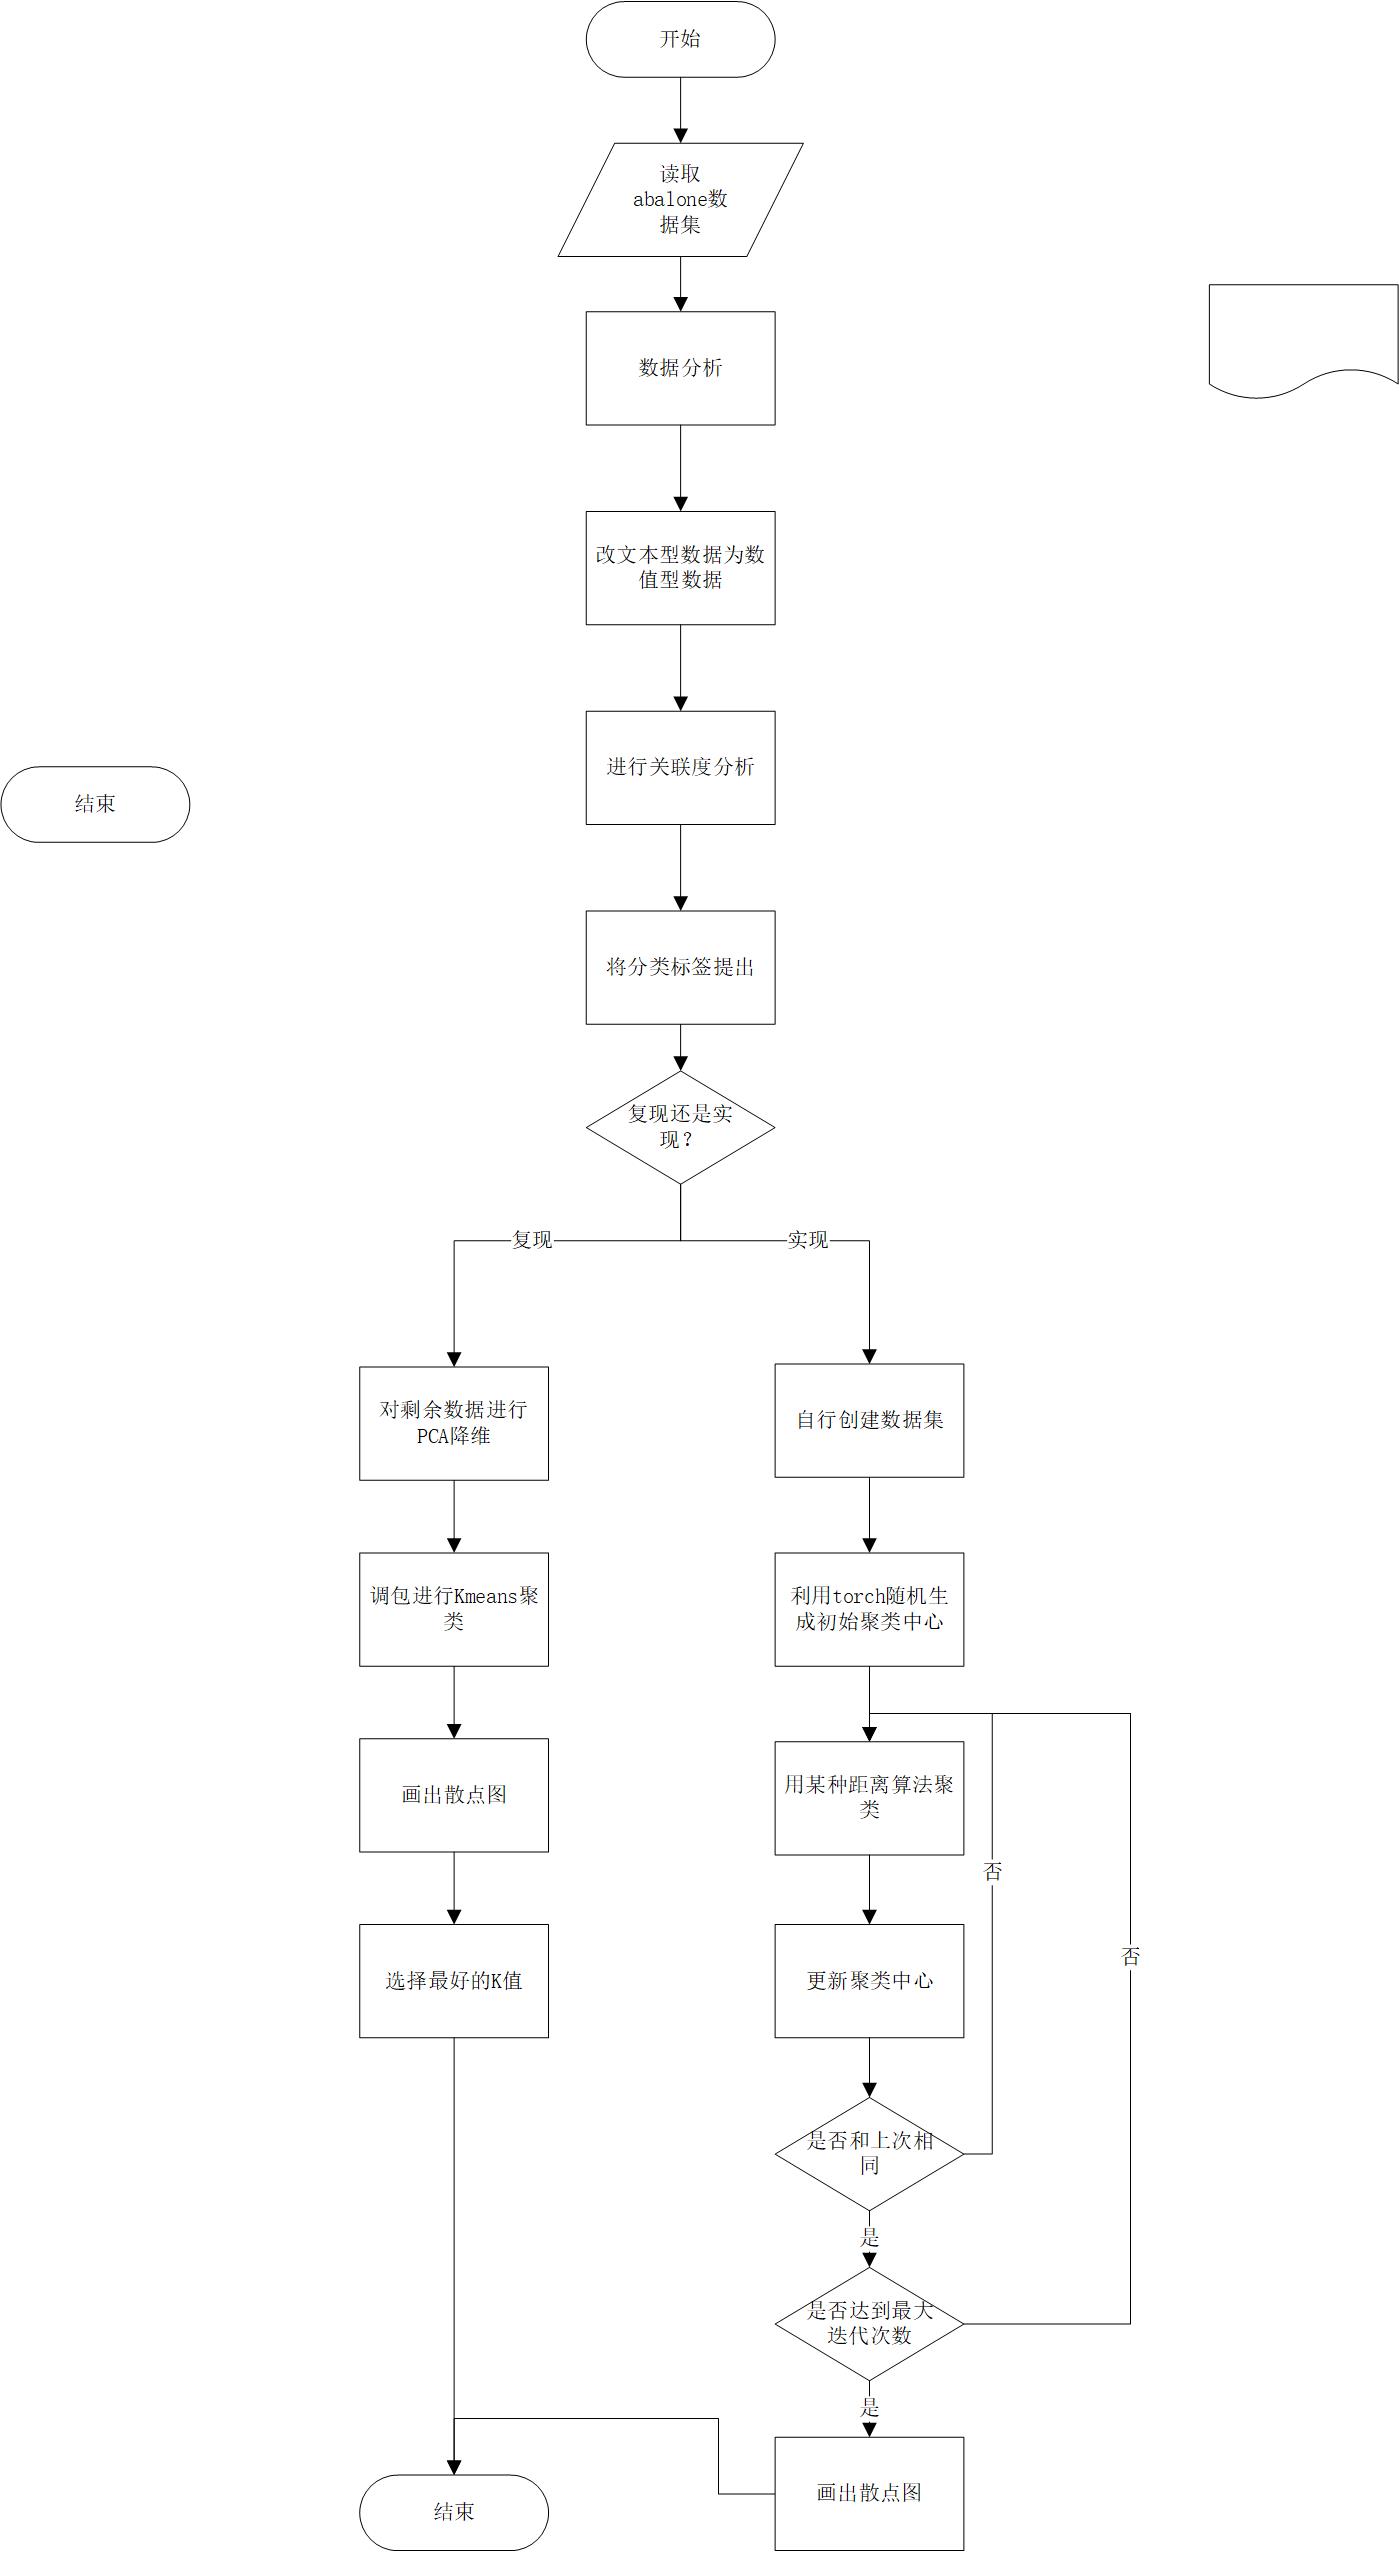 开始
读取
abalone数
据集
数据分析
改文本型数据为数
值型数据
进行关联度分析
结束
将分类标签提出
复现还是实
现？
复现
实现
对剩余数据进行
PCA降维
调包进行Kmeans聚
类
画出散点图
选择最好的K值
自行创建数据集
利用torch随机生
成初始聚类中心
用某种距离算法聚
类
否
更新聚类中心
否
是否和上次相
同
是
是否达到最大
迭代次数
是
画出散点图
结束